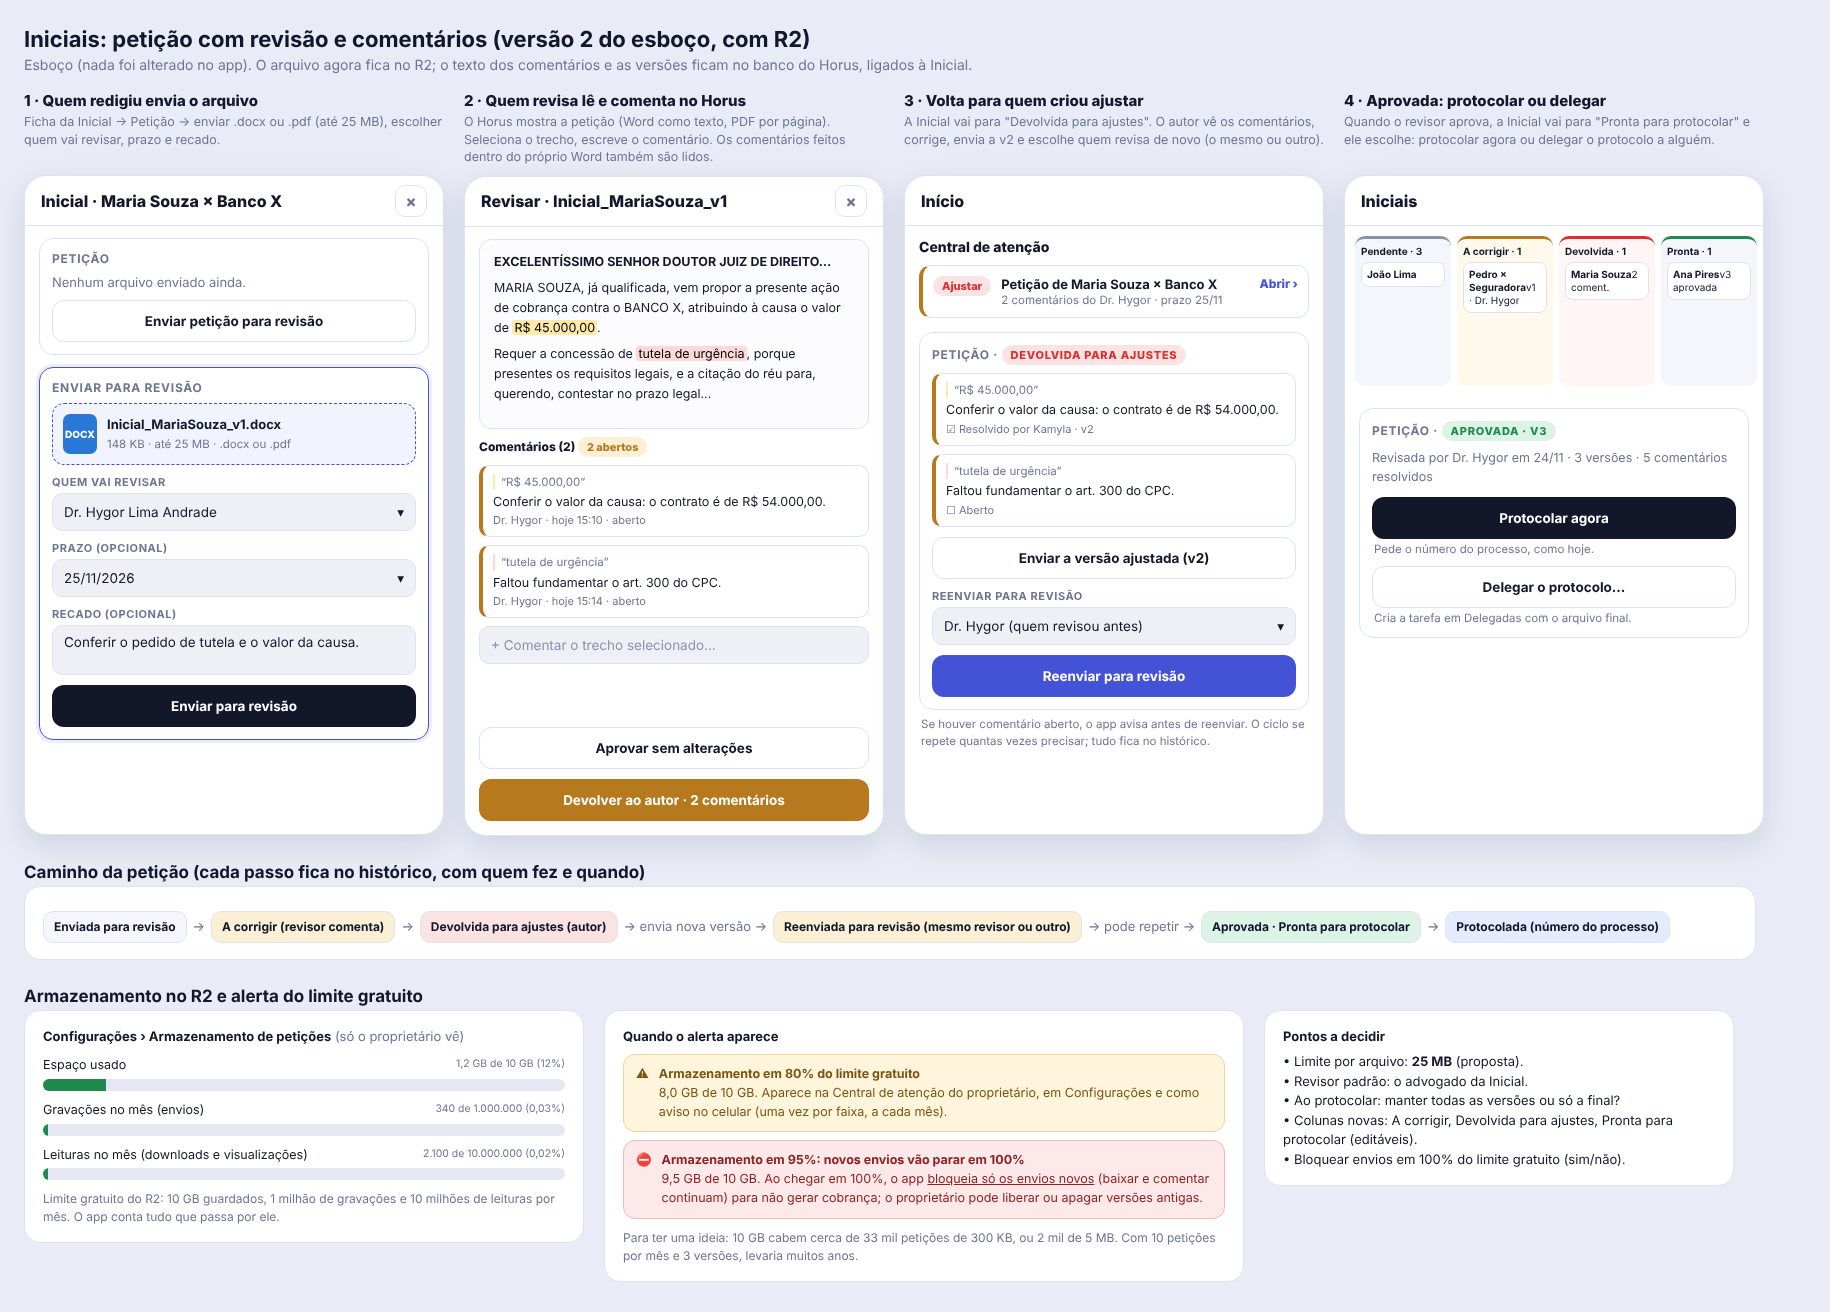 Iniciais: petição com revisão e comentários (versão 2 do esboço, com R2)
Esboço (nada foi alterado no app). O arquivo agora fica no R2; o texto dos comentários e as versões ficam no banco do Horus, ligados à Inicial.
1 · Quem redigiu envia o arquivo
Ficha da Inicial → Petição → enviar .docx ou .pdf (até 25 MB), escolher
quem vai revisar, prazo e recado.
Inicial · Maria Souza × Banco X
×
PETIÇÃO
Nenhum arquivo enviado ainda.
Enviar petição para revisão
ENVIAR PARA REVISÃO
DOCX
Inicial_MariaSouza_v1.docx
148 KB · até 25 MB · .docx ou .pdf
QUEM VAI REVISAR
Dr. Hygor Lima Andrade ▾
PRAZO (OPCIONAL)
25/11/2026 ▾
RECADO (OPCIONAL)
Conferir o pedido de tutela e o valor da causa.
Enviar para revisão
2 · Quem revisa lê e comenta no Horus
O Horus mostra a petição (Word como texto, PDF por página).
Seleciona o trecho, escreve o comentário. Os comentários feitos
dentro do próprio Word também são lidos.
Revisar · Inicial_MariaSouza_v1
×
EXCELENTÍSSIMO SENHOR DOUTOR JUIZ DE DIREITO...
MARIA SOUZA, já qualificada, vem propor a presente ação
de cobrança contra o BANCO X, atribuindo à causa o valor
de R$ 45.000,00.
Requer a concessão de tutela de urgência, porque
presentes os requisitos legais, e a citação do réu para,
querendo, contestar no prazo legal...
Comentários (2) 2 abertos
"R$ 45.000,00"
Conferir o valor da causa: o contrato é de R$ 54.000,00.
Dr. Hygor · hoje 15:10 · aberto
"tutela de urgência"
Faltou fundamentar o art. 300 do CPC.
Dr. Hygor · hoje 15:14 · aberto
+ Comentar o trecho selecionado...
Aprovar sem alterações
Devolver ao autor · 2 comentários
3 · Volta para quem criou ajustar
A Inicial vai para "Devolvida para ajustes". O autor vê os comentários,
corrige, envia a v2 e escolhe quem revisa de novo (o mesmo ou outro).
Início
Central de atenção
Ajustar
Petição de Maria Souza × Banco X
Abrir ›
2 comentários do Dr. Hygor · prazo 25/11
PETIÇÃO · DEVOLVIDA PARA AJUSTES
"R$ 45.000,00"
Conferir o valor da causa: o contrato é de R$ 54.000,00.
☑ Resolvido por Kamyla · v2
"tutela de urgência"
Faltou fundamentar o art. 300 do CPC.
☐ Aberto
Enviar a versão ajustada (v2)
REENVIAR PARA REVISÃO
Dr. Hygor (quem revisou antes) ▾
Reenviar para revisão
Se houver comentário aberto, o app avisa antes de reenviar. O ciclo se
repete quantas vezes precisar; tudo fica no histórico.
4 · Aprovada: protocolar ou delegar
Quando o revisor aprova, a Inicial vai para "Pronta para protocolar" e
ele escolhe: protocolar agora ou delegar o protocolo a alguém.
Iniciais
Pendente · 3
João Lima
A corrigir · 1
Pedro ×
Seguradorav1
· Dr. Hygor
Devolvida · 1
Maria Souza2
coment.
Pronta · 1
Ana Piresv3
aprovada
PETIÇÃO · APROVADA · V3
Revisada por Dr. Hygor em 24/11 · 3 versões · 5 comentários
resolvidos
Protocolar agora
Pede o número do processo, como hoje.
Delegar o protocolo...
Cria a tarefa em Delegadas com o arquivo final.
Caminho da petição (cada passo fica no histórico, com quem fez e quando)
Enviada para revisão → A corrigir (revisor comenta) → Devolvida para ajustes (autor) → envia nova versão → Reenviada para revisão (mesmo revisor ou outro) → pode repetir → Aprovada · Pronta para protocolar → Protocolada (número do processo)
Armazenamento no R2 e alerta do limite gratuito
Configurações › Armazenamento de petições (só o proprietário vê)
Espaço usado 1,2 GB de 10 GB (12%)
Gravações no mês (envios) 340 de 1.000.000 (0,03%)
Leituras no mês (downloads e visualizações) 2.100 de 10.000.000 (0,02%)
Limite gratuito do R2: 10 GB guardados, 1 milhão de gravações e 10 milhões de leituras por
mês. O app conta tudo que passa por ele.
Quando o alerta aparece
⚠ Armazenamento em 80% do limite gratuito
8,0 GB de 10 GB. Aparece na Central de atenção do proprietário, em Configurações e como
aviso no celular (uma vez por faixa, a cada mês).
⛔ Armazenamento em 95%: novos envios vão parar em 100%
9,5 GB de 10 GB. Ao chegar em 100%, o app bloqueia só os envios novos (baixar e comentar
continuam) para não gerar cobrança; o proprietário pode liberar ou apagar versões antigas.
Para ter uma ideia: 10 GB cabem cerca de 33 mil petições de 300 KB, ou 2 mil de 5 MB. Com 10 petições
por mês e 3 versões, levaria muitos anos.
Pontos a decidir
• Limite por arquivo: 25 MB (proposta).
• Revisor padrão: o advogado da Inicial.
• Ao protocolar: manter todas as versões ou só a final?
• Colunas novas: A corrigir, Devolvida para ajustes, Pronta para
protocolar (editáveis).
• Bloquear envios em 100% do limite gratuito (sim/não).